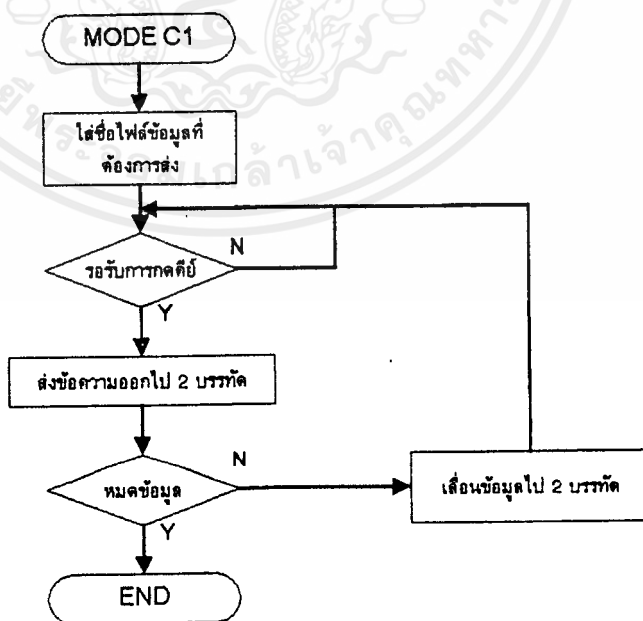 MODE C1
ใส่ชื่อไฟล์ข้อมูลที่
ต้องการส่ง
N
รอรับการกดคีย์
Y
ส่งข้อความออกไป 2 บรรทัด
N
หมดข้อมูล
เลื่อนข้อมูลไป 2 บรรทัด
Y
END